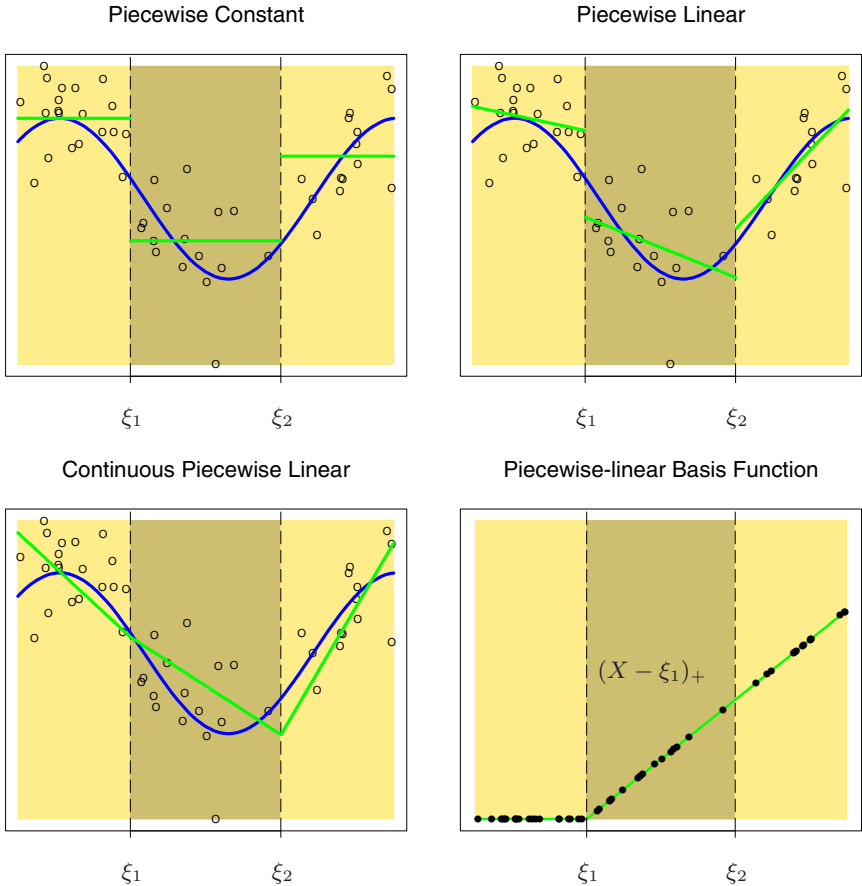 Piecewise Constant
Piecewise Linear
ξ1 ξ2
ξ1 ξ2
Continuous Piecewise Linear
Piecewise-linear Basis Function
(X − ξ1)+
ξ1 ξ2
ξ1 ξ2